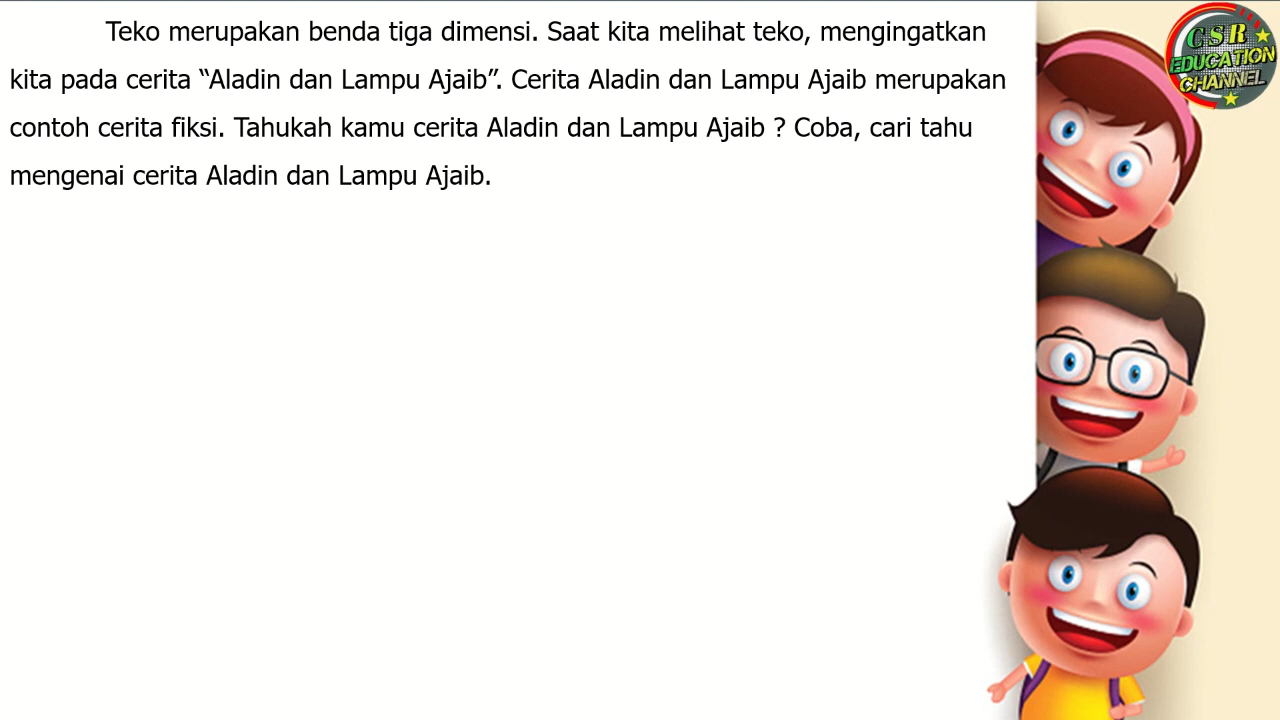 Teko merupakan benda tiga dimensi. Saat kita melihat teko, mengingatkan
kita pada cerita “Aladin dan Lampu Ajaib”. Cerita Aladin dan Lampu Ajaib merupakan
contoh cerita fiksi. Tahukah kamu cerita Aladin dan Lampu Ajaib ? Coba, cari tahu
mengenai cerita Aladin dan Lampu Ajaib.
C S R
EDUCATION
CHANNEL